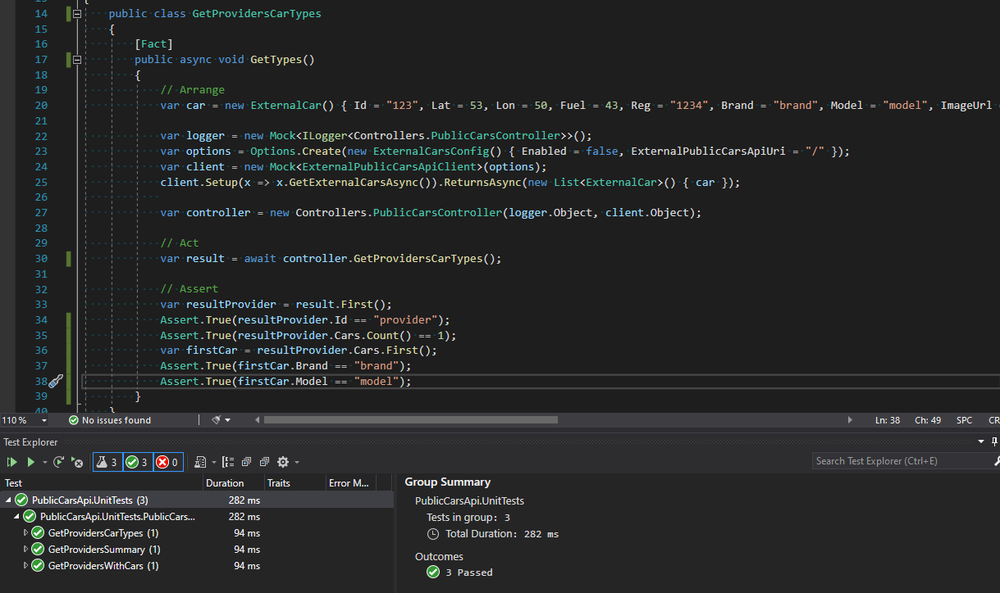 14 public class GetProvidersCarTypes
15 {
16 [Fact]
17 public async void GetTypes()
18 {
19 // Arrange
20 var car = new ExternalCar() { Id = "123", Lat = 53, Lon = 50, Fuel = 43, Reg = "1234", Brand = "brand", Model = "model", ImageUrl
21
22 var logger = new Mock<ILogger<Controllers.PublicCarsController>>();
23 var options = Options.Create(new ExternalCarsConfig() { Enabled = false, ExternalPublicCarsApiUri = "/" });
24 var client = new Mock<ExternalPublicCarsApiClient>(options);
25 client.Setup(x => x.GetExternalCarsAsync()).ReturnsAsync(new List<ExternalCar>() { car });
26
27 var controller = new Controllers.PublicCarsController(logger.Object, client.Object);
28
29 // Act
30 var result = await controller.GetProvidersCarTypes();
31
32 // Assert
33 var resultProvider = result.First();
34 Assert.True(resultProvider.Id == "provider");
35 Assert.True(resultProvider.Cars.Count() == 1);
36 var firstCar = resultProvider.Cars.First();
37 Assert.True(firstCar.Brand == "brand");
38 Assert.True(firstCar.Model == "model");
39 }
40 }
110 % No issues found Ln: 38 Ch: 49 SPC CR
Test Explorer
3 3 0 Search Test Explorer (Ctrl+E)
Test Duration Traits Error M...
PublicCarsApi.UnitTests (3) 282 ms
PublicCarsApi.UnitTests.PublicCars... 282 ms
GetProvidersCarTypes (1) 94 ms
GetProvidersSummary (1) 94 ms
GetProvidersWithCars (1) 94 ms
Group Summary
PublicCarsApi.UnitTests
Tests in group: 3
Total Duration: 282 ms
Outcomes
3 Passed